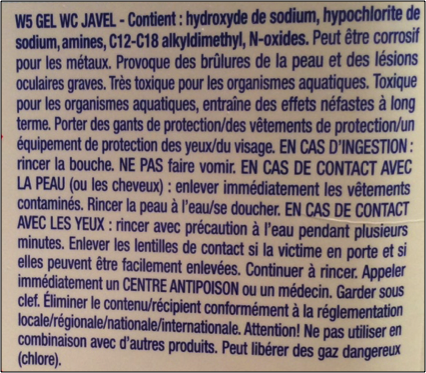 W5 GEL WC JAVEL - Contient : hydroxyde de sodium, hypochlorite de
sodium, amines, C12-C18 alkyldimethyl, N-oxides. Peut être corrosif
pour les métaux. Provoque des brûlures de la peau et des lésions
oculaires graves. Très toxique pour les organismes aquatiques. Toxique
pour les organismes aquatiques, entraîne des effets néfastes à long
terme. Porter des gants de protection/des vêtements de protection/un
équipement de protection des yeux/du visage. EN CAS D'INGESTION :
rincer la bouche. NE PAS faire vomir. EN CAS DE CONTACT AVEC
LA PEAU (ou les cheveux) : enlever immédiatement les vêtements
contaminés. Rincer la peau à l'eau/se doucher. EN CAS DE CONTACT
AVEC LES YEUX : rincer avec précaution à l'eau pendant plusieurs
minutes. Enlever les lentilles de contact si la victime en porte et si
elles peuvent être facilement enlevées. Continuer à rincer. Appeler
immédiatement un CENTRE ANTIPOISON ou un médecin. Garder sous
clef. Éliminer le contenu/récipient conformément à la réglementation
locale/régionale/nationale/internationale. Attention! Ne pas utiliser en
combinaison avec d'autres produits. Peut libérer des gaz dangereux
(chlore).